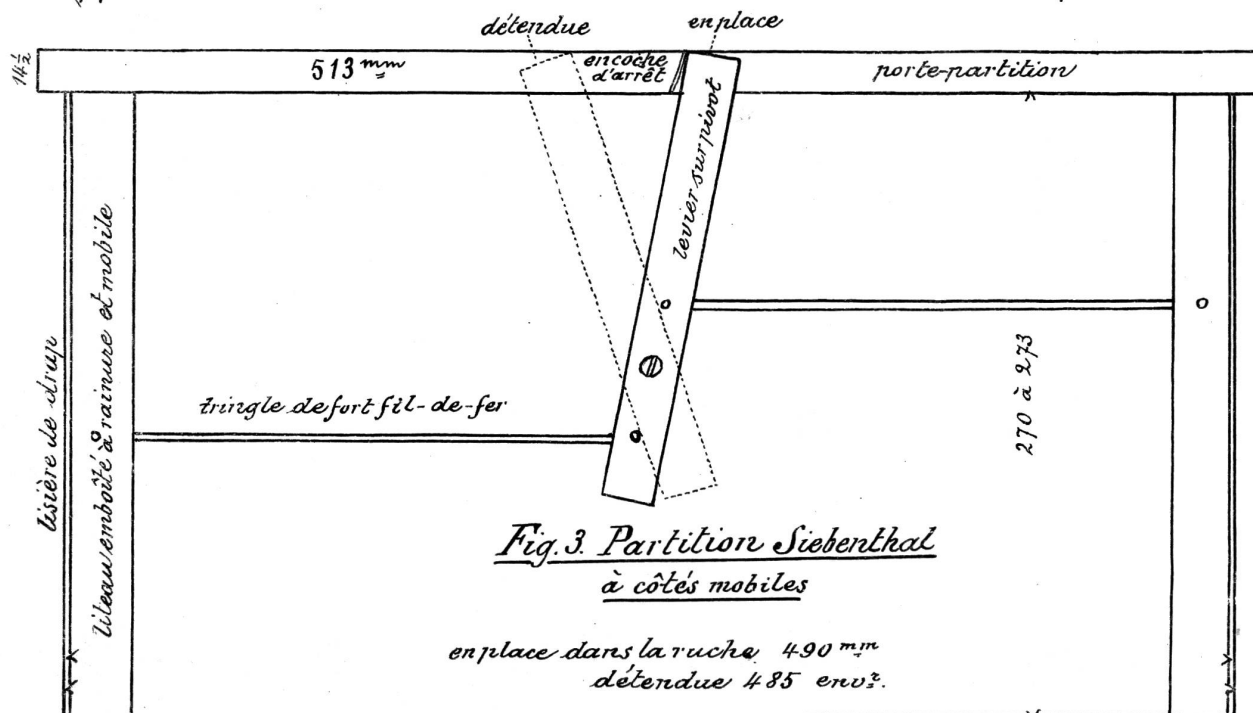 détendue
en place
14½
513 mm
encoche
d'arrêt
porte-partition
levier sur pivot
lisière de drap
liteau emboîté à rainure et mobile
tringle de fort fil-de-fer
270 à 273
Fig. 3. Partition Siebenthal
à côtés mobiles
en place dans la ruche 490 mm
détendue 485 envn.